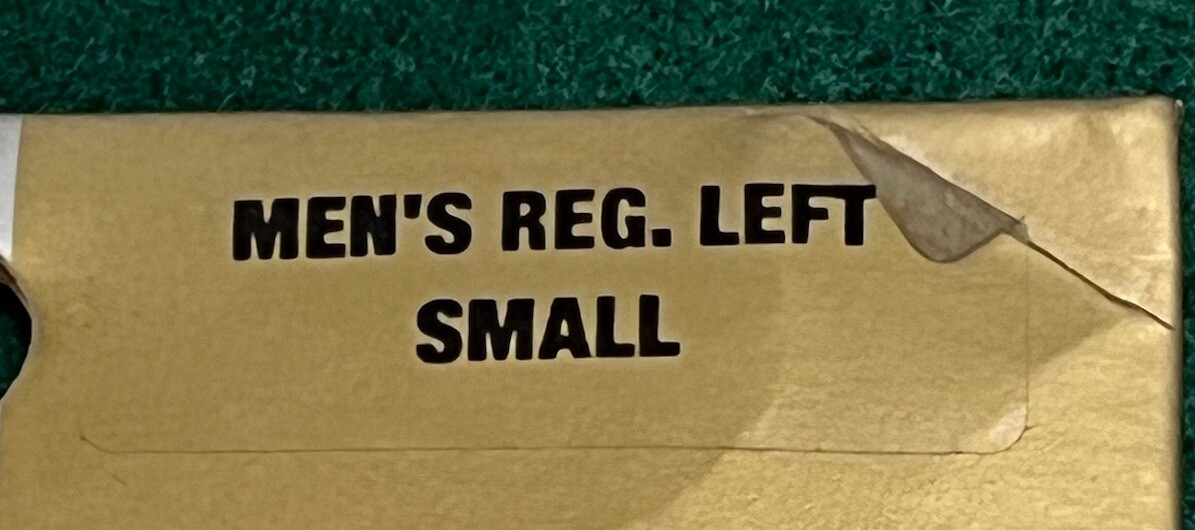 MEN'S REG. LEFT
SMALL